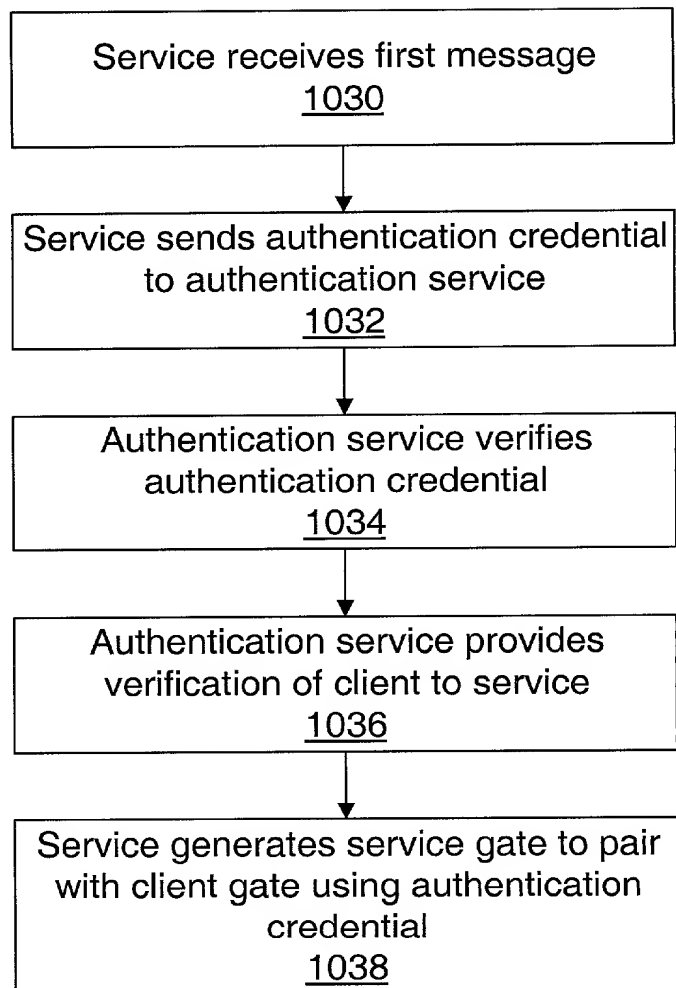 Service receives first message
1030
Service sends authentication credential
to authentication service
1032
Authentication service verifies
authentication credential
1034
Authentication service provides
verification of client to service
1036
Service generates service gate to pair
with client gate using authentication
credential
1038